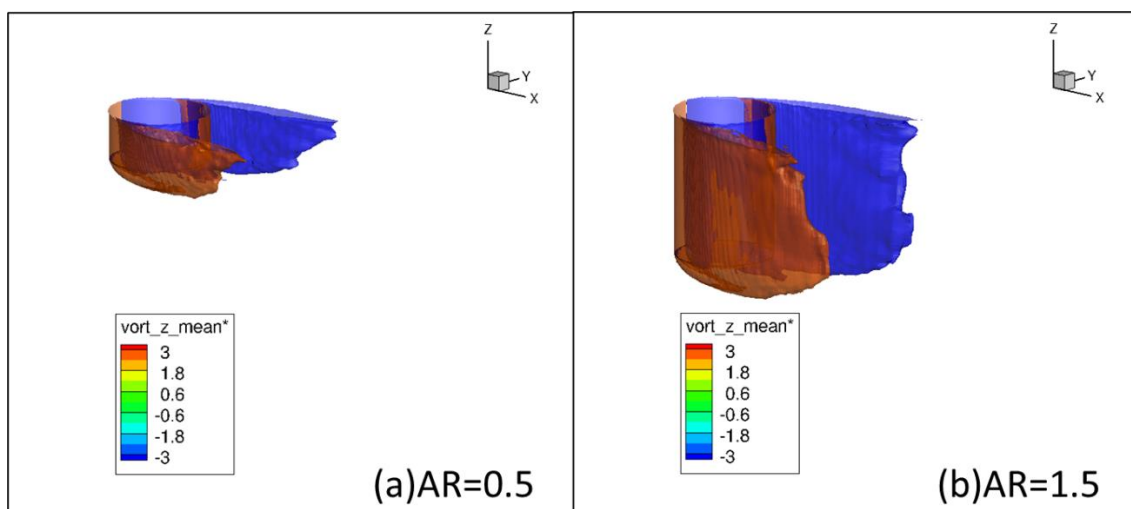 Z
Y
X
vort_z_mean*
3
1.8
0.6
-0.6
-1.8
-3
(a)AR=0.5
Z
Y
X
vort_z_mean*
3
1.8
0.6
-0.6
-1.8
-3
(b)AR=1.5